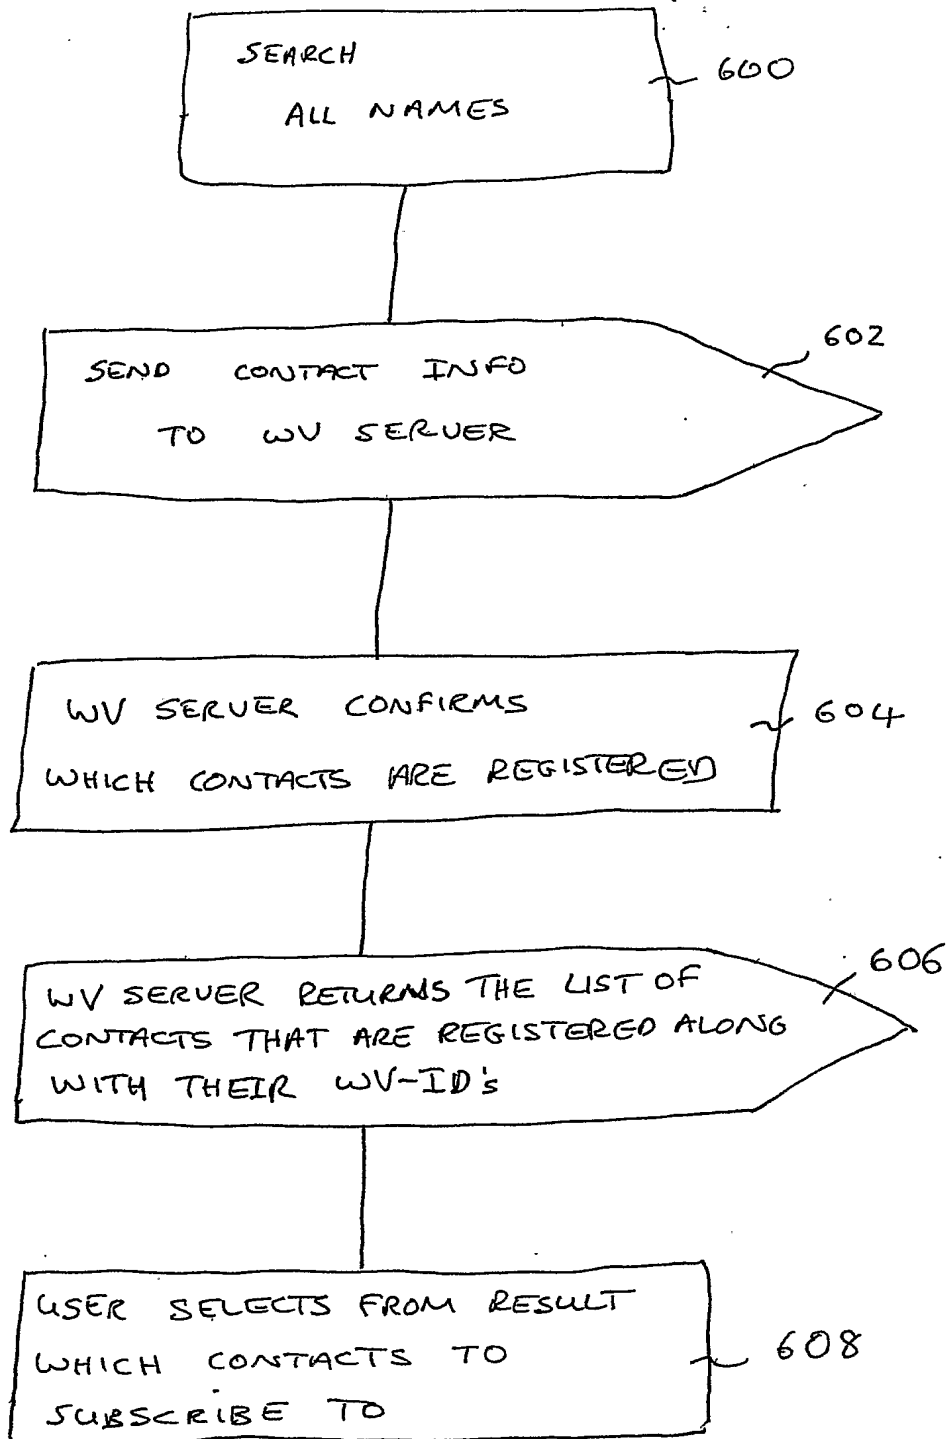 SEARCH
ALL NAMES
600
SEND CONTACT INFO
TO WV SERVER
602
WV SERVER CONFIRMS
WHICH CONTACTS ARE REGISTERED
604
WV SERVER RETURNS THE LIST OF
CONTACTS THAT ARE REGISTERED ALONG
WITH THEIR WV-ID's
606
USER SELECTS FROM RESULT
WHICH CONTACTS TO
SUBSCRIBE TO
608